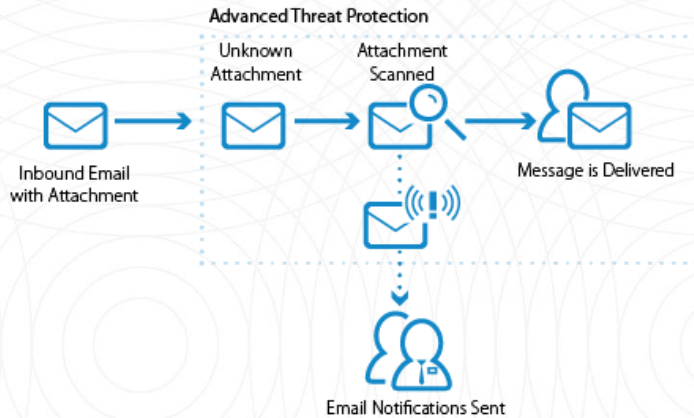 Advanced Threat Protection
Unknown
Attachment
Attachment
Scanned
Inbound Email
with Attachment
Message is Delivered
Email Notifications Sent